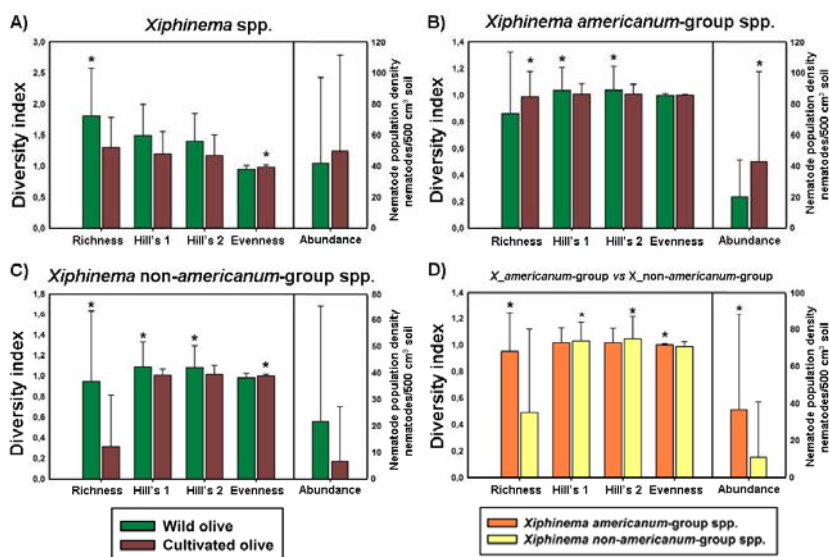 A)
Xiphinema spp.
Diversity index
3,0
2,5
2,0
1,5
1,0
0,5
0,0
*
*
120
100
80
60
40
20
0
Nematode population density
nematodes/500 cm³ soil
Richness Hill's 1 Hill's 2 Evenness Abundance
B)
Xiphinema americanum-group spp.
Diversity index
1,4
1,2
1,0
0,8
0,6
0,4
0,2
0,0
*
*
*
*
120
100
80
60
40
20
0
Nematode population density
nematodes/500 cm³ soil
Richness Hill's 1 Hill's 2 Evenness Abundance
C)
Xiphinema non-americanum-group spp.
Diversity index
1,8
1,6
1,4
1,2
1,0
0,8
0,6
0,4
0,2
0,0
*
*
*
*
80
70
60
50
40
30
20
10
0
Nematode population density/
nematodes/500 cm³ soil
Richness Hill's 1 Hill's 2 Evenness Abundance
Wild olive
Cultivated olive
D)
X_americanum-group vs X_non-americanum-group
Diversity index
1,4
1,2
1,0
0,8
0,6
0,4
0,2
0,0
*
*
*
*
*
100
80
60
40
20
0
Nematode population density
nematodes/500 cm³ soil
Richness Hill's 1 Hill's 2 Evenness Abundance
Xiphinema americanum-group spp.
Xiphinema non-americanum-group spp.